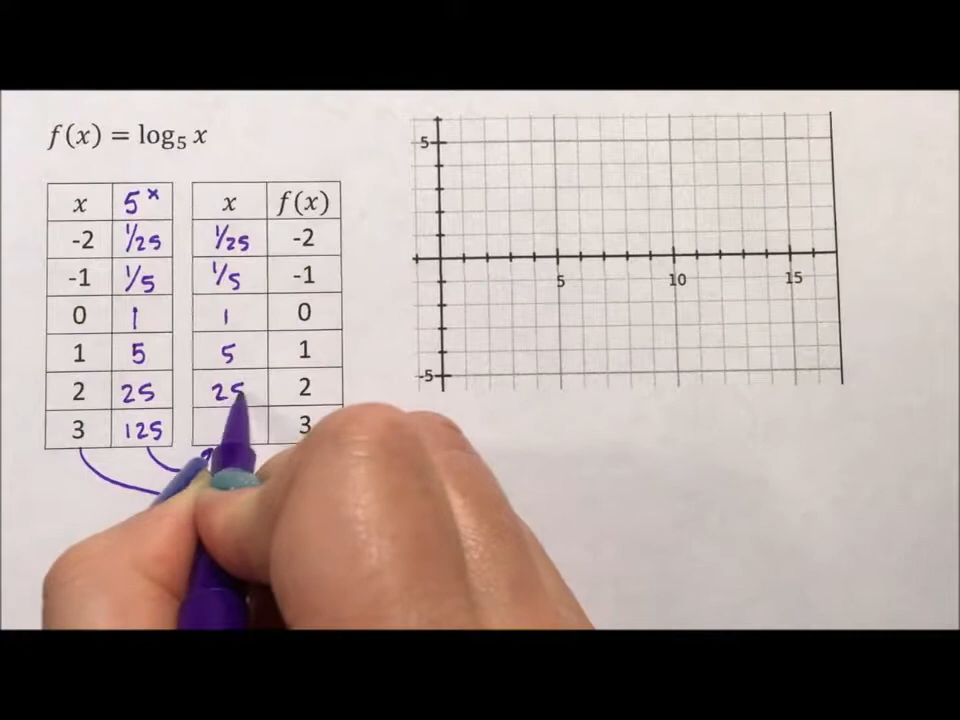 f(x) = log₅ x
x 5ˣ x f(x)
-2 1/25 1/25 -2
-1 1/5 1/5 -1
0 1 1 0
1 5 5 1
2 25 25 2
3 125 3
5
5 10 15
-5